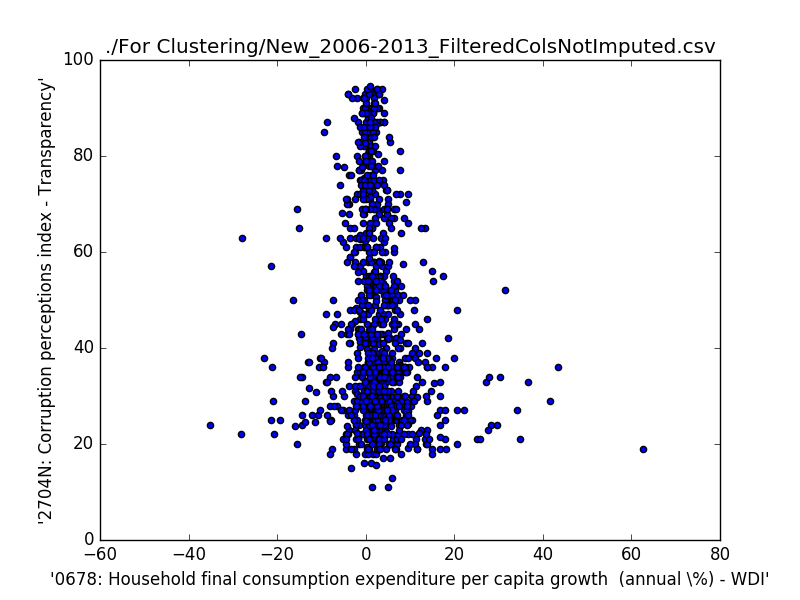 ./For Clustering/New_2006-2013_FilteredColsNotImputed.csv
100
80
60
40
20
0
'2704N: Corruption perceptions index - Transparency'
−60 −40 −20 0 20 40 60 80
'0678: Household final consumption expenditure per capita growth  (annual \%) - WDI'